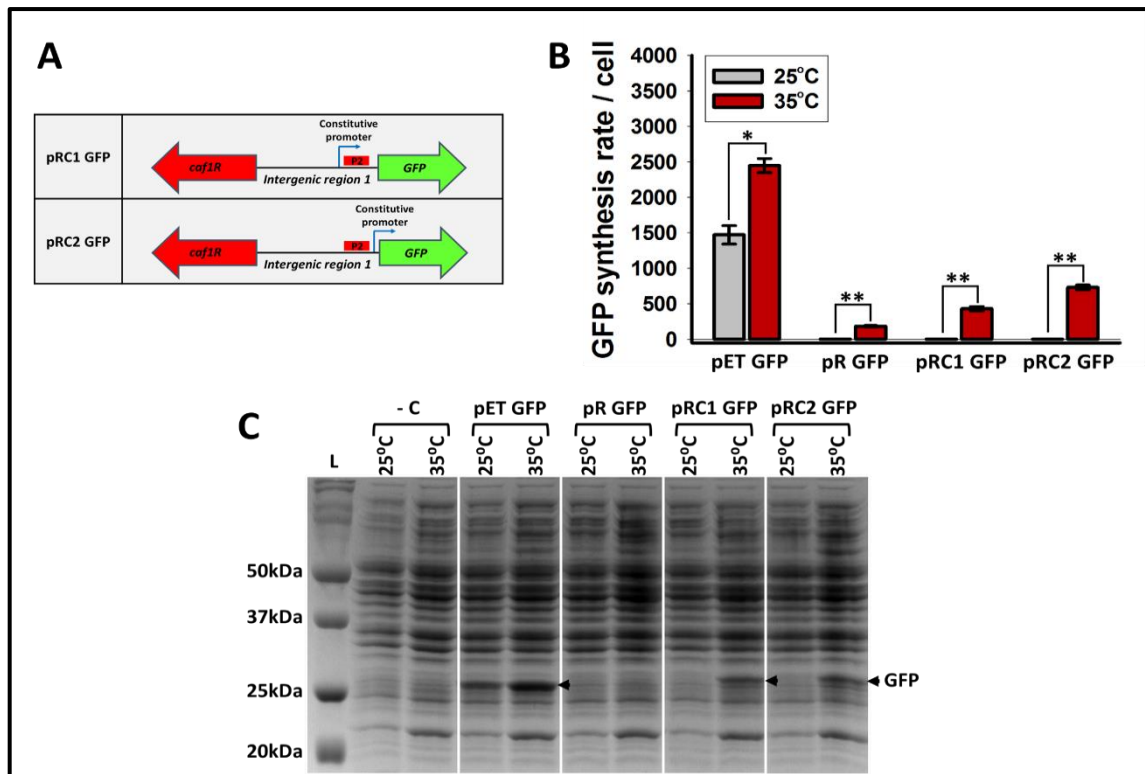 A
pRC1 GFP
Constitutive
promoter
caf1R
P2
GFP
Intergenic region 1
pRC2 GFP
Constitutive
promoter
caf1R
P2
GFP
Intergenic region 1
B
GFP synthesis rate / cell
4000
3500
3000
2500
2000
1500
1000
500
0
25°C
35°C
*
**
**
**
pET GFP pR GFP pRC1 GFP pRC2 GFP
C
- C pET GFP pR GFP pRC1 GFP pRC2 GFP
L 25°C 35°C 25°C 35°C 25°C 35°C 25°C 35°C 25°C 35°C
50kDa
37kDa
25kDa
20kDa
GFP